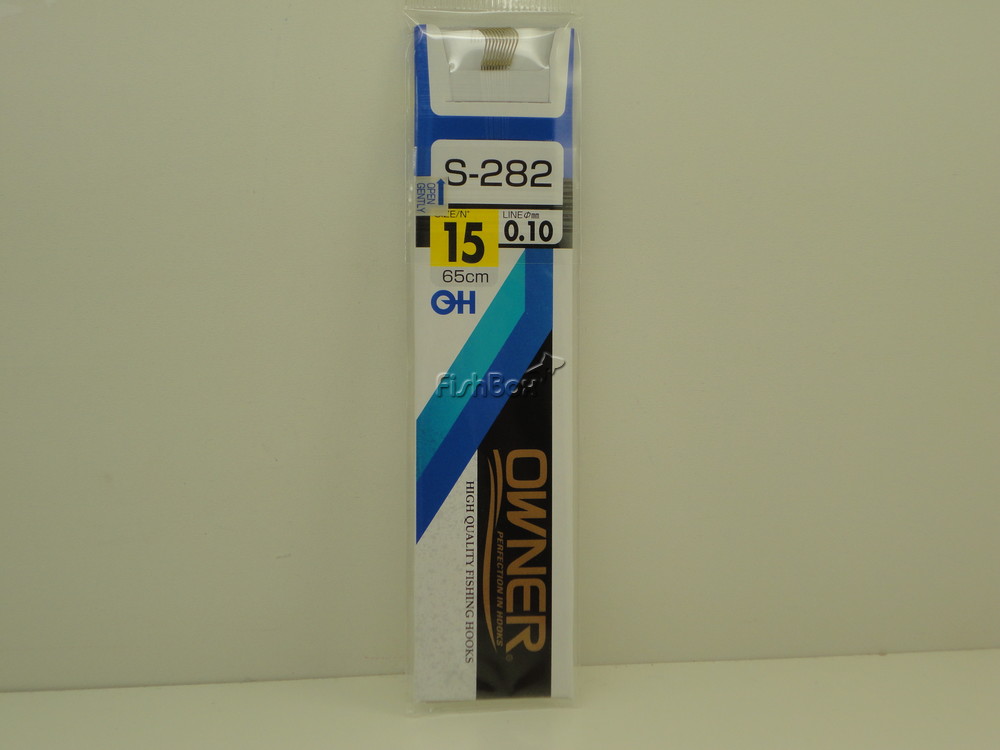 S-282
OPEN
GENTLY
SIZE/N°
15
LINE Φmm
0.10
65cm
OH
FishBox
OWNER
PERFECTION IN HOOKS
HIGH QUALITY FISHING HOOKS